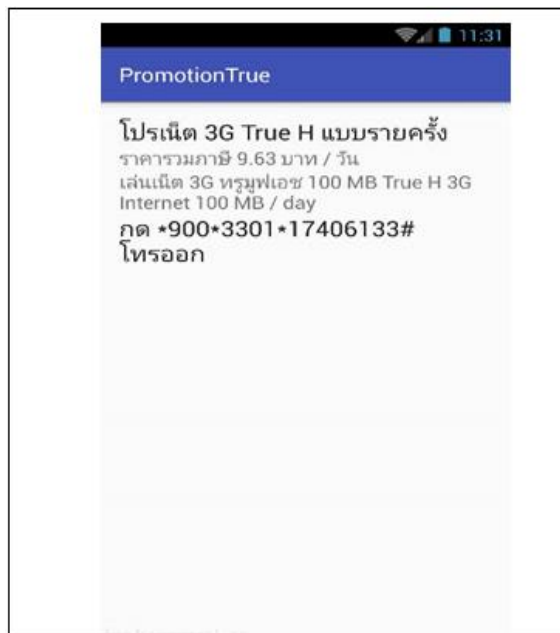 11:31
PromotionTrue
โปรเน็ต 3G True H แบบรายครั้ง
ราคารวมภาษี 9.63 บาท / วัน
เล่นเน็ต 3G ทรูมูฟเอช 100 MB True H 3G
Internet 100 MB / day
กด *900*3301*17406133#
โทรออก